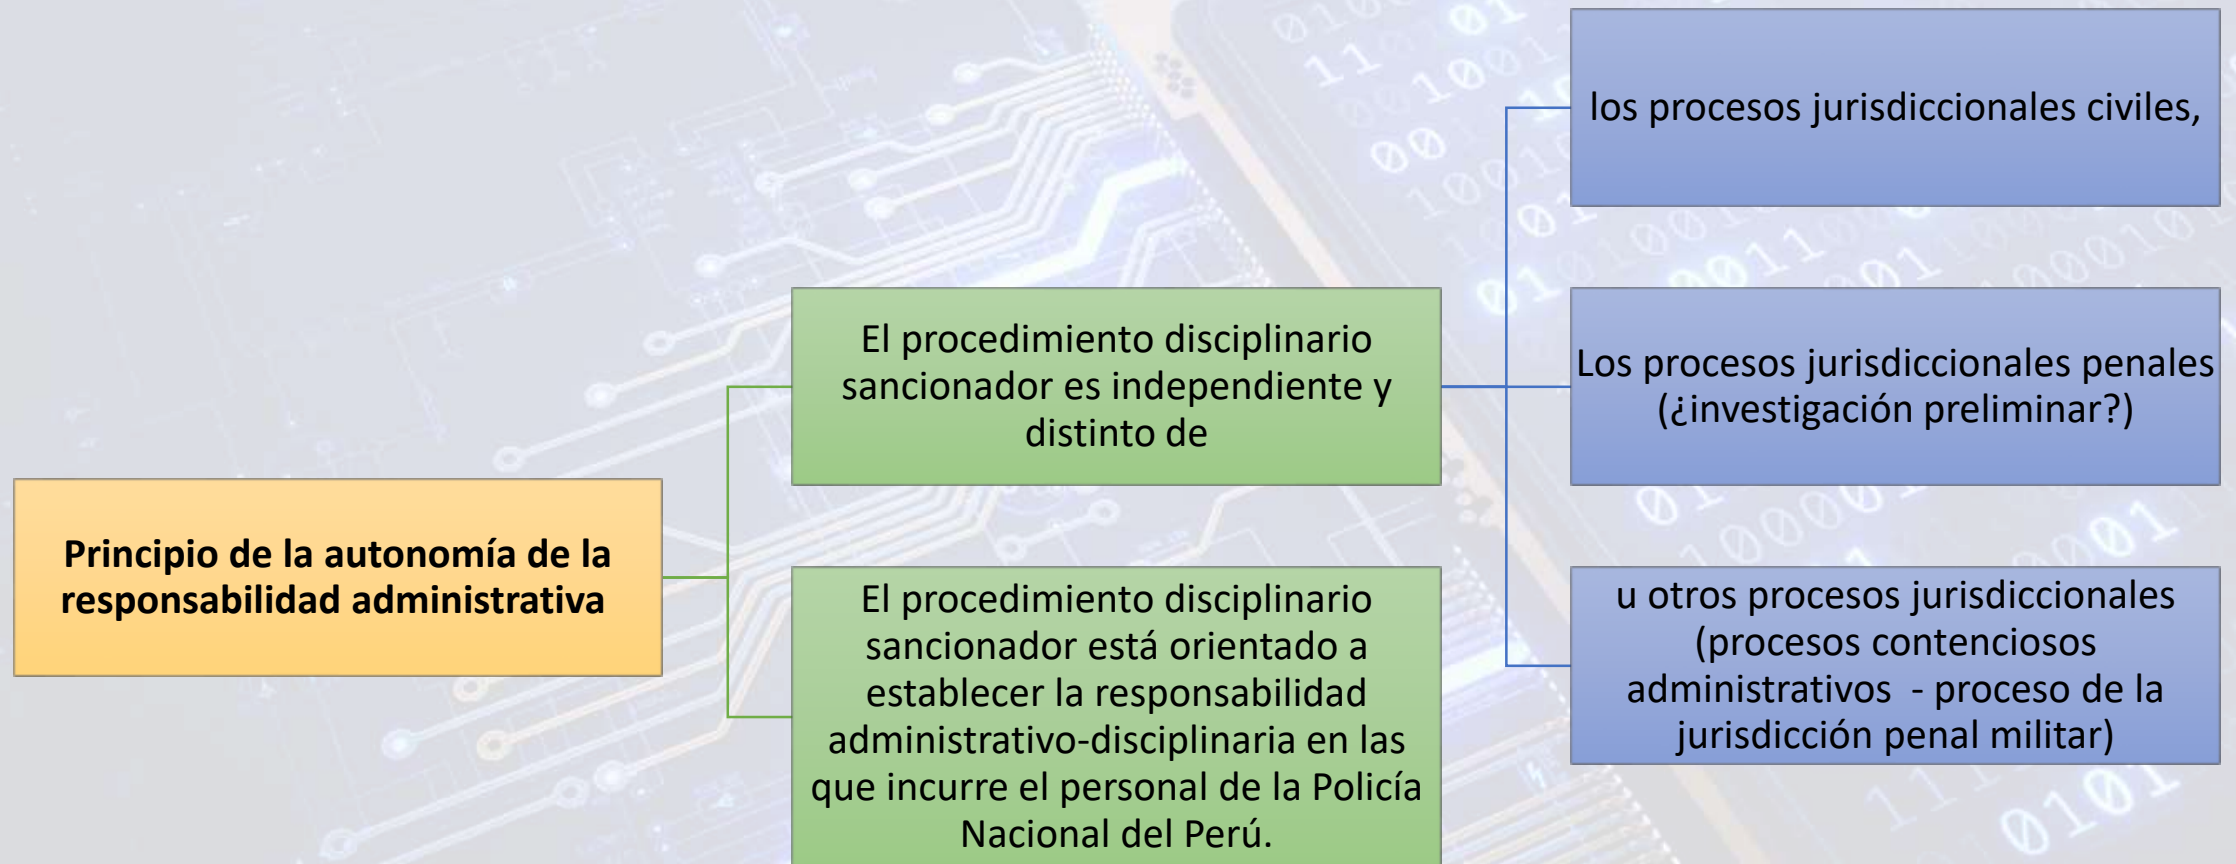 Principio de la autonomía de la
responsabilidad administrativa
El procedimiento disciplinario
sancionador es independiente y
distinto de
los procesos jurisdiccionales civiles,
Los procesos jurisdiccionales penales
(¿investigación preliminar?)
u otros procesos jurisdiccionales
(procesos contenciosos
administrativos - proceso de la
jurisdicción penal militar)
El procedimiento disciplinario
sancionador está orientado a
establecer la responsabilidad
administrativo-disciplinaria en las
que incurre el personal de la Policía
Nacional del Perú.